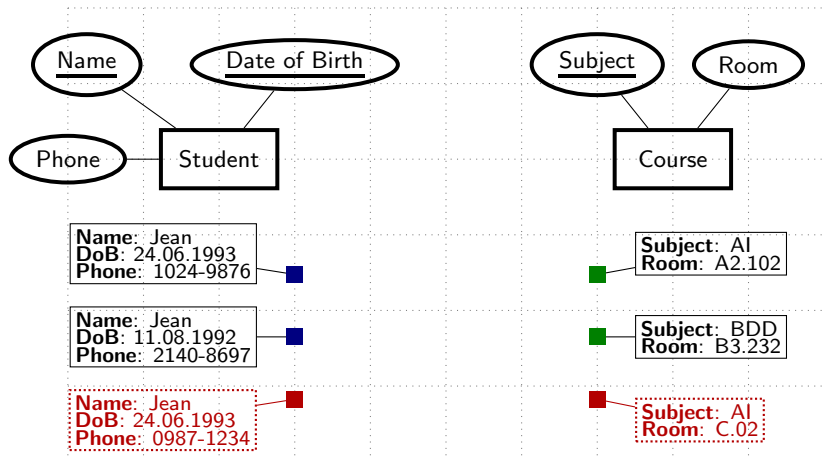 Name
Date of Birth
Subject
Room
Phone
Student
Course
Name: Jean
DoB: 24.06.1993
Phone: 1024-9876
Subject: AI
Room: A2.102
Name: Jean
DoB: 11.08.1992
Phone: 2140-8697
Subject: BDD
Room: B3.232
Name: Jean
DoB: 24.06.1993
Phone: 0987-1234
Subject: AI
Room: C.02